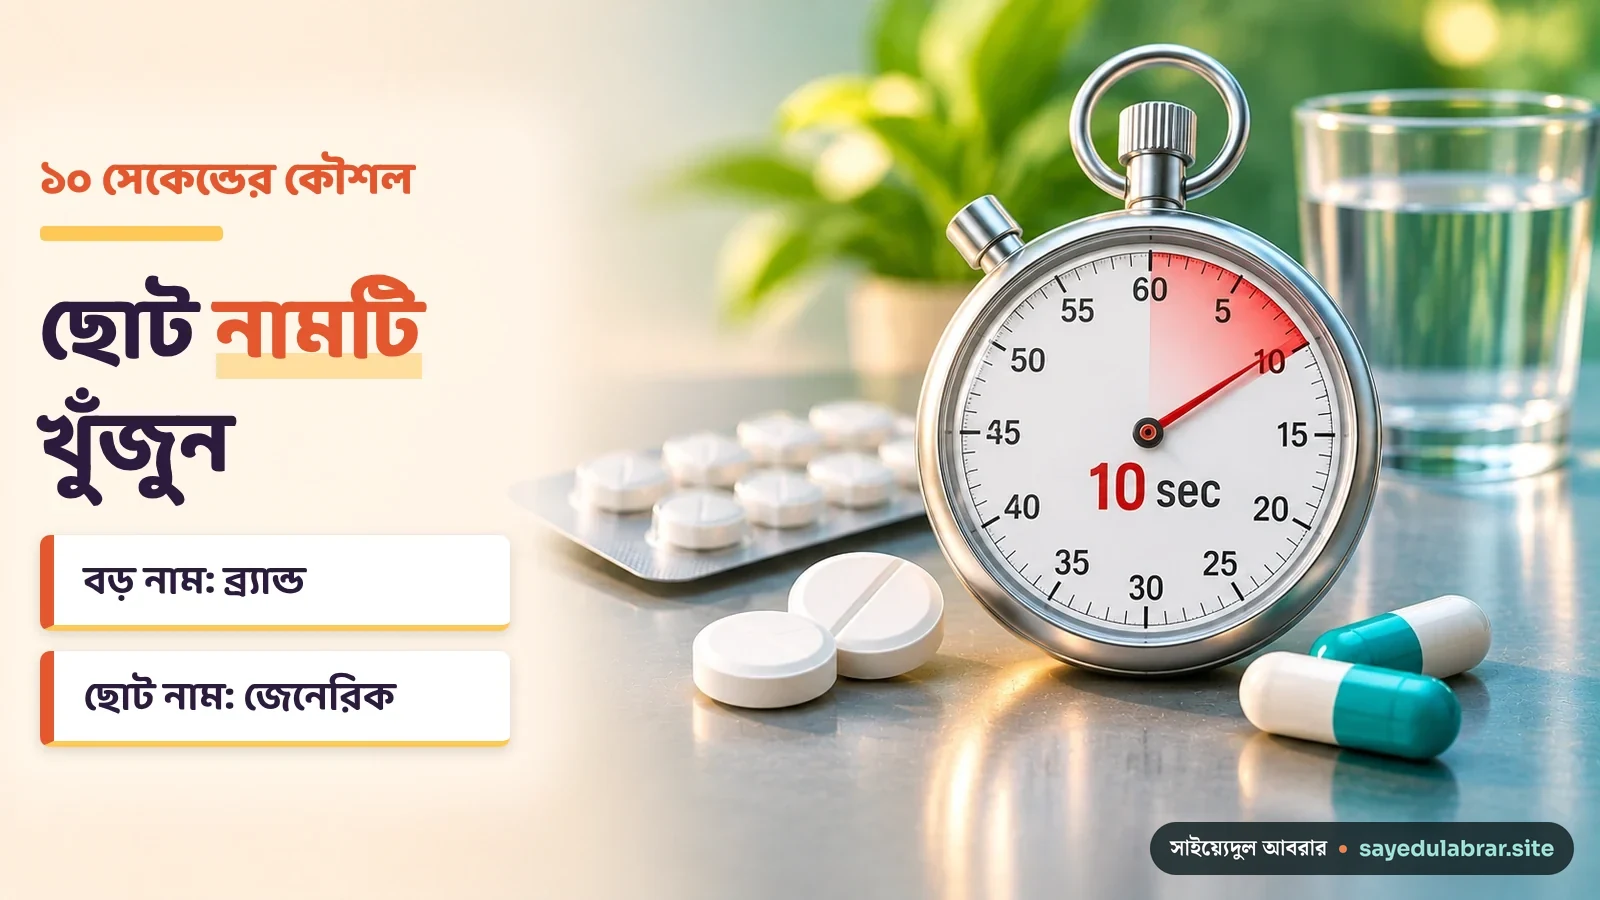 ১০ সেকেন্ডের কৌশল
ছোট নামটি
খুঁজুন
বড় নাম: ব্র্যান্ড
ছোট নাম: জেনেরিক
60
5
10
15
20
25
30
35
40
45
50
55
10 sec
সাইয়্যেদুল আবরার • sayedulabrar.site